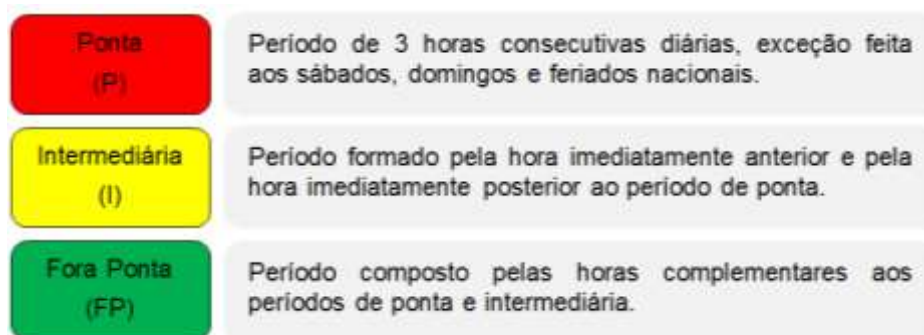 Ponta
(P)
Período de 3 horas consecutivas diárias, exceção feita
aos sábados, domingos e feriados nacionais.
Intermediária
(I)
Período formado pela hora imediatamente anterior e pela
hora imediatamente posterior ao período de ponta.
Fora Ponta
(FP)
Período composto pelas horas complementares aos
períodos de ponta e intermediária.